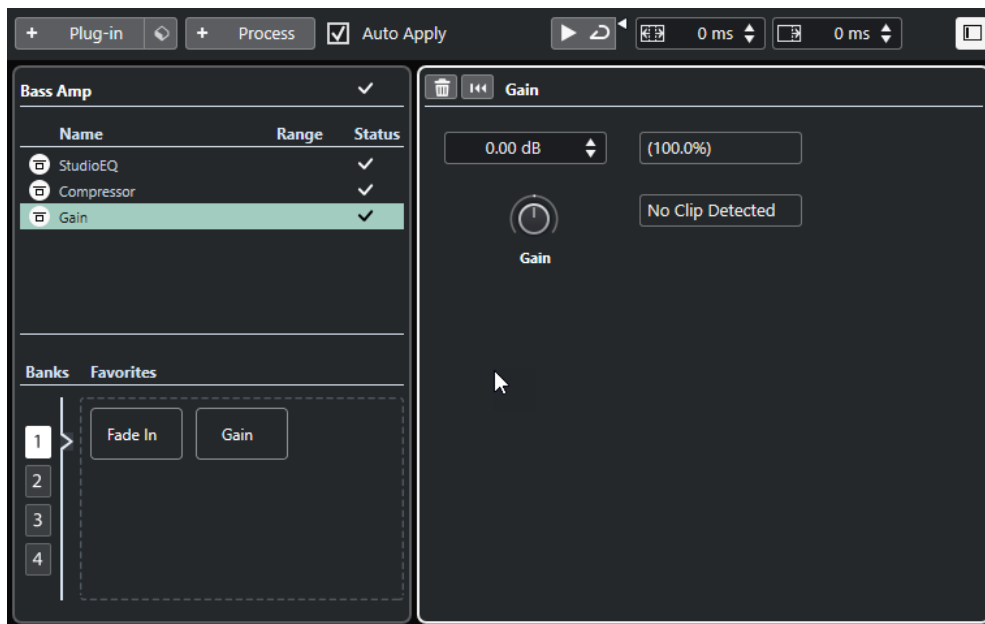 + Plug-in + Process Auto Apply 0 ms 0 ms
Bass Amp
Name Range Status
StudioEQ
Compressor
Gain
Banks Favorites
1
2
3
4
Fade In Gain
Gain
0.00 dB (100.0%)
No Clip Detected
Gain